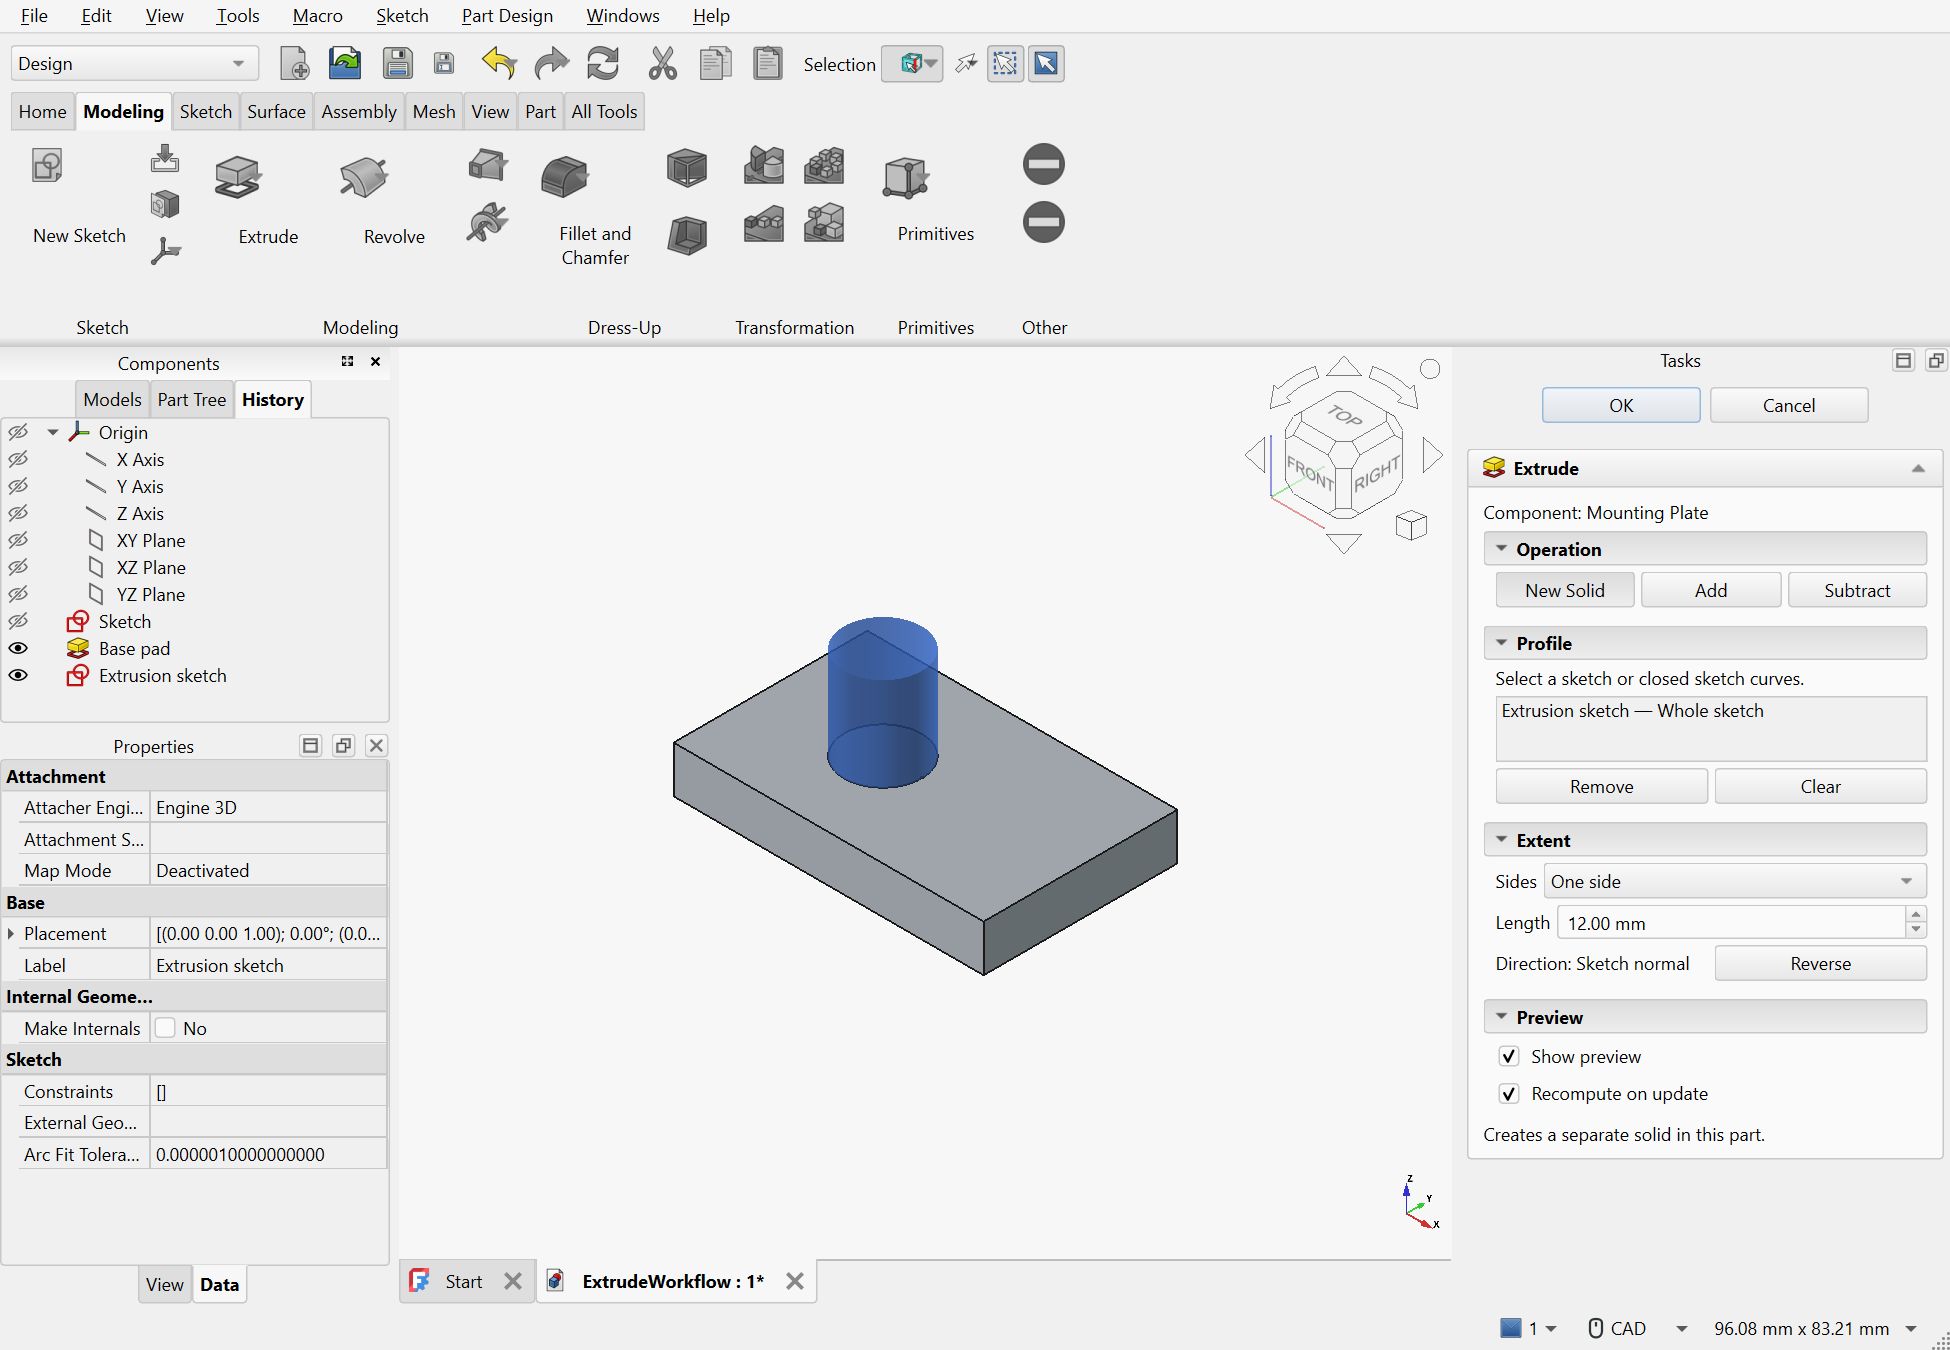 File Edit View Tools Macro Sketch Part Design Windows Help
Design Selection
Home Modeling Sketch Surface Assembly Mesh View Part All Tools
New Sketch Extrude Revolve Fillet and Chamfer Primitives
Sketch Modeling Dress-Up Transformation Primitives Other
Components
Models Part Tree History
Origin
X Axis
Y Axis
Z Axis
XY Plane
XZ Plane
YZ Plane
Sketch
Base pad
Extrusion sketch
Properties
Attachment
Attacher Engi... Engine 3D
Attachment S...
Map Mode Deactivated
Base
Placement [(0.00 0.00 1.00); 0.00°; (0.0...
Label Extrusion sketch
Internal Geome...
Make Internals No
Sketch
Constraints []
External Geo...
Arc Fit Tolera... 0.0000010000000000
View Data
TOP
FRONT RIGHT
Z
Y
X
Start ExtrudeWorkflow : 1*
Tasks
OK Cancel
Extrude
Component: Mounting Plate
Operation
New Solid Add Subtract
Profile
Select a sketch or closed sketch curves.
Extrusion sketch — Whole sketch
Remove Clear
Extent
Sides One side
Length 12.00 mm
Direction: Sketch normal Reverse
Preview
Show preview
Recompute on update
Creates a separate solid in this part.
1 CAD 96.08 mm x 83.21 mm